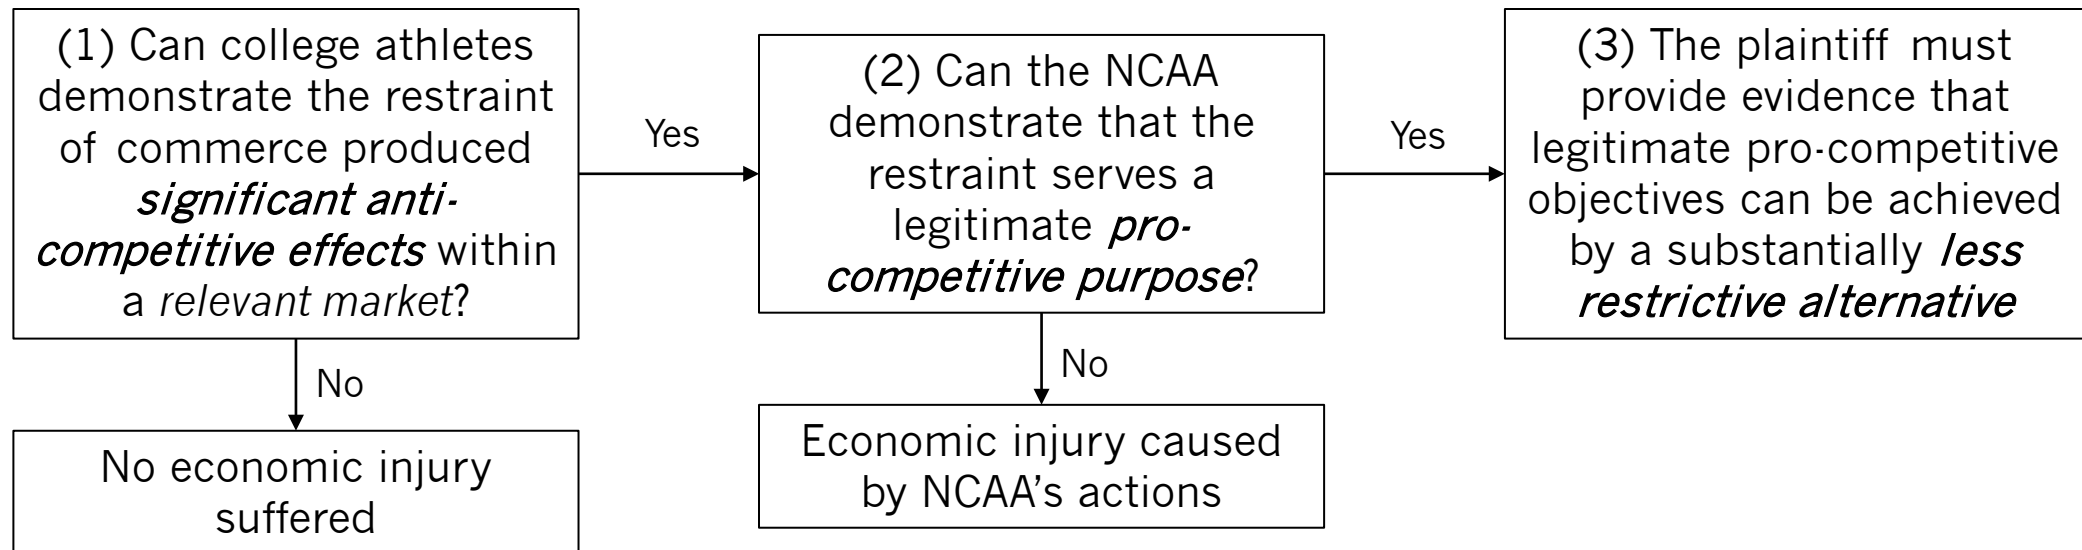 (1) Can college athletes
demonstrate the restraint
of commerce produced
significant anti-
competitive effects within
a relevant market?
Yes
(2) Can the NCAA
demonstrate that the
restraint serves a
legitimate pro-
competitive purpose?
Yes
(3) The plaintiff must
provide evidence that
legitimate pro-competitive
objectives can be achieved
by a substantially less
restrictive alternative
No
No economic injury
suffered
No
Economic injury caused
by NCAA’s actions